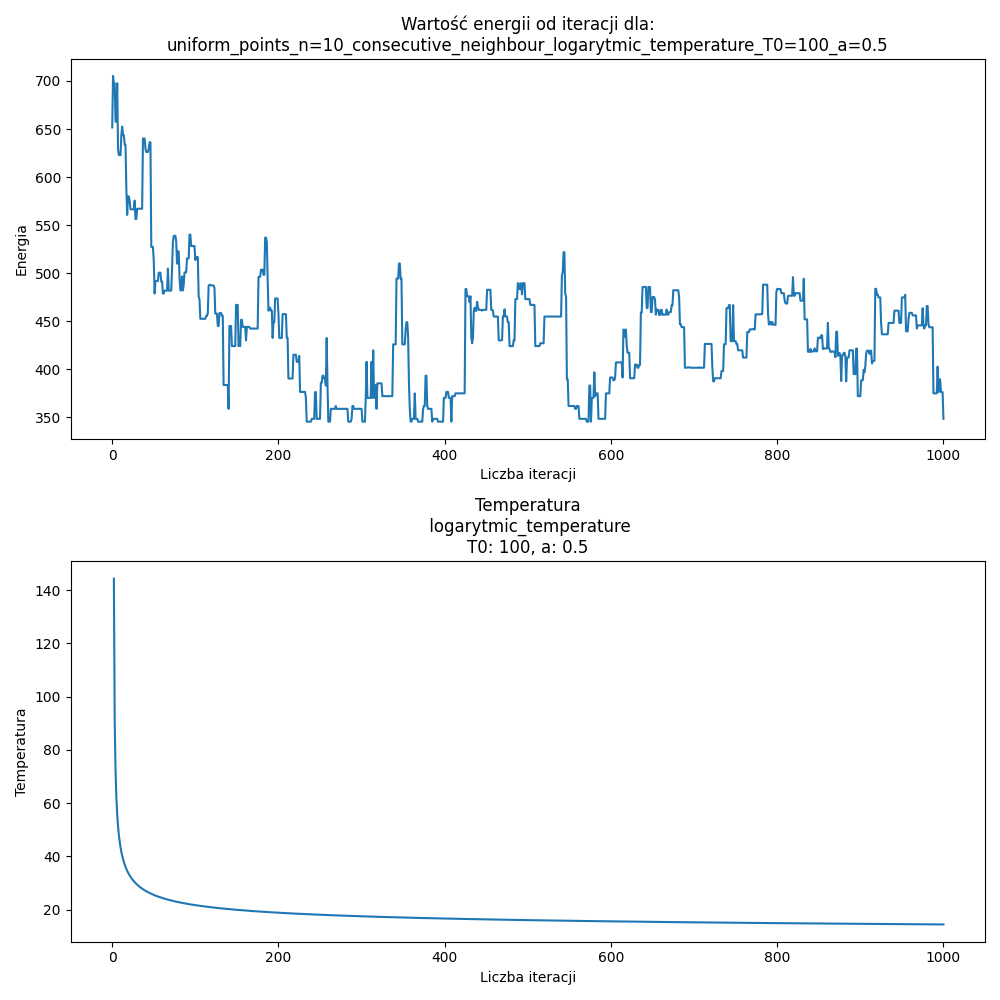 Wartość energii od iteracji dla:
uniform_points_n=10_consecutive_neighbour_logarytmic_temperature_T0=100_a=0.5
700
650
600
550
500
450
400
350
Energia
0 200 400 600 800 1000
Liczba iteracji
Temperatura
logarytmic_temperature
T0: 100, a: 0.5
140
120
100
80
60
40
20
Temperatura
0 200 400 600 800 1000
Liczba iteracji